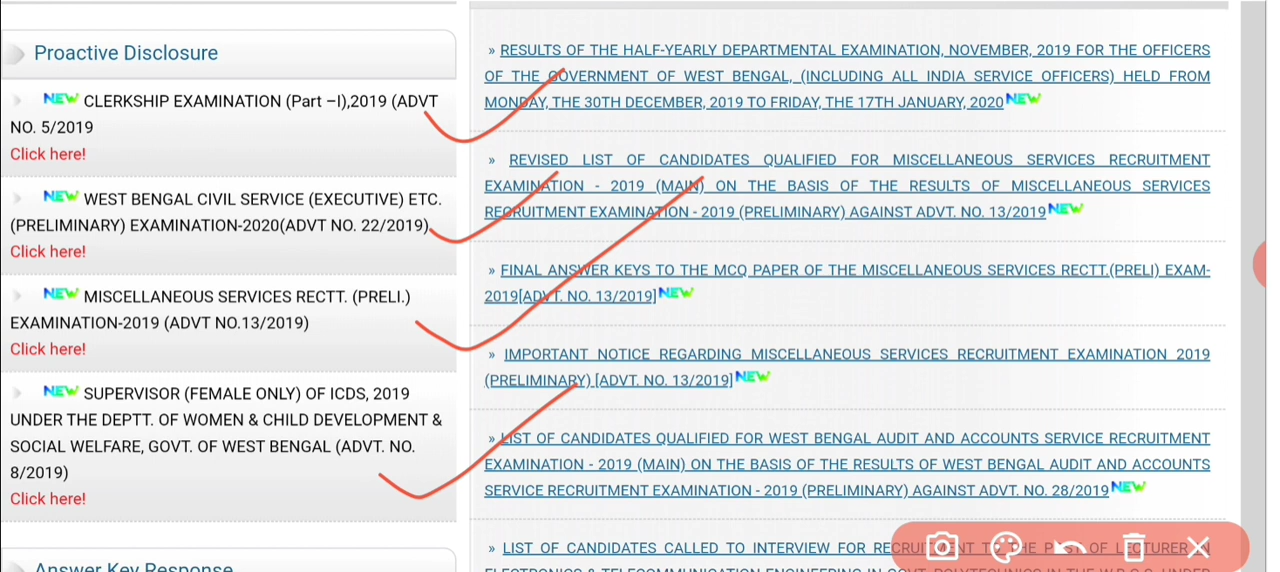 Proactive Disclosure
NEW CLERKSHIP EXAMINATION (Part –I),2019 (ADVT
NO. 5/2019
Click here!
NEW WEST BENGAL CIVIL SERVICE (EXECUTIVE) ETC.
(PRELIMINARY) EXAMINATION-2020(ADVT NO. 22/2019)
Click here!
NEW MISCELLANEOUS SERVICES RECTT. (PRELI.)
EXAMINATION-2019 (ADVT NO.13/2019)
Click here!
NEW SUPERVISOR (FEMALE ONLY) OF ICDS, 2019
UNDER THE DEPTT. OF WOMEN & CHILD DEVELOPMENT &
SOCIAL WELFARE, GOVT. OF WEST BENGAL (ADVT. NO.
8/2019)
Click here!
Answer Key Response
» RESULTS OF THE HALF-YEARLY DEPARTMENTAL EXAMINATION, NOVEMBER, 2019 FOR THE OFFICERS
OF THE GOVERNMENT OF WEST BENGAL, (INCLUDING ALL INDIA SERVICE OFFICERS) HELD FROM
MONDAY, THE 30TH DECEMBER, 2019 TO FRIDAY, THE 17TH JANUARY, 2020 NEW
» REVISED LIST OF CANDIDATES QUALIFIED FOR MISCELLANEOUS SERVICES RECRUITMENT
EXAMINATION - 2019 (MAIN) ON THE BASIS OF THE RESULTS OF MISCELLANEOUS SERVICES
RECRUITMENT EXAMINATION - 2019 (PRELIMINARY) AGAINST ADVT. NO. 13/2019 NEW
» FINAL ANSWER KEYS TO THE MCQ PAPER OF THE MISCELLANEOUS SERVICES RECTT.(PRELI) EXAM-
2019[ADVT. NO. 13/2019] NEW
» IMPORTANT NOTICE REGARDING MISCELLANEOUS SERVICES RECRUITMENT EXAMINATION 2019
(PRELIMINARY) [ADVT. NO. 13/2019] NEW
» LIST OF CANDIDATES QUALIFIED FOR WEST BENGAL AUDIT AND ACCOUNTS SERVICE RECRUITMENT
EXAMINATION - 2019 (MAIN) ON THE BASIS OF THE RESULTS OF WEST BENGAL AUDIT AND ACCOUNTS
SERVICE RECRUITMENT EXAMINATION - 2019 (PRELIMINARY) AGAINST ADVT. NO. 28/2019 NEW
» LIST OF CANDIDATES CALLED TO INTERVIEW FOR RECRUITMENT TO THE POST OF LECTURER IN